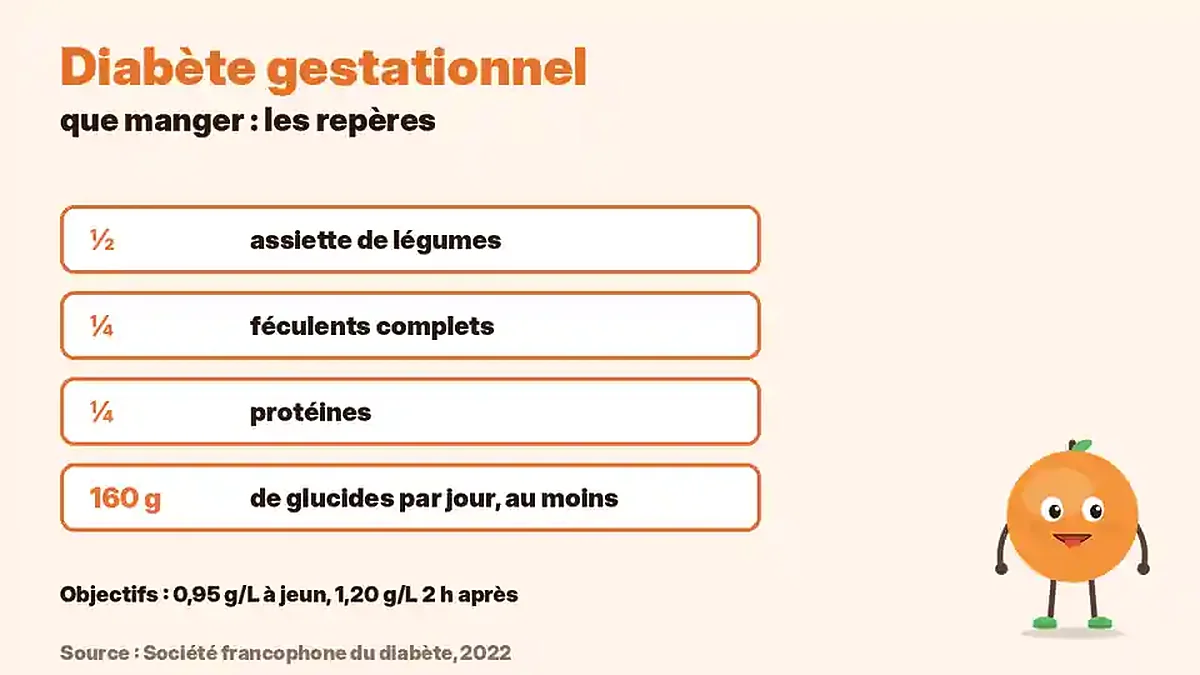 Diabète gestationnel
que manger : les repères
½ assiette de légumes
¼ féculents complets
¼ protéines
160 g de glucides par jour, au moins
Objectifs : 0,95 g/L à jeun, 1,20 g/L 2 h après
Source : Société francophone du diabète, 2022